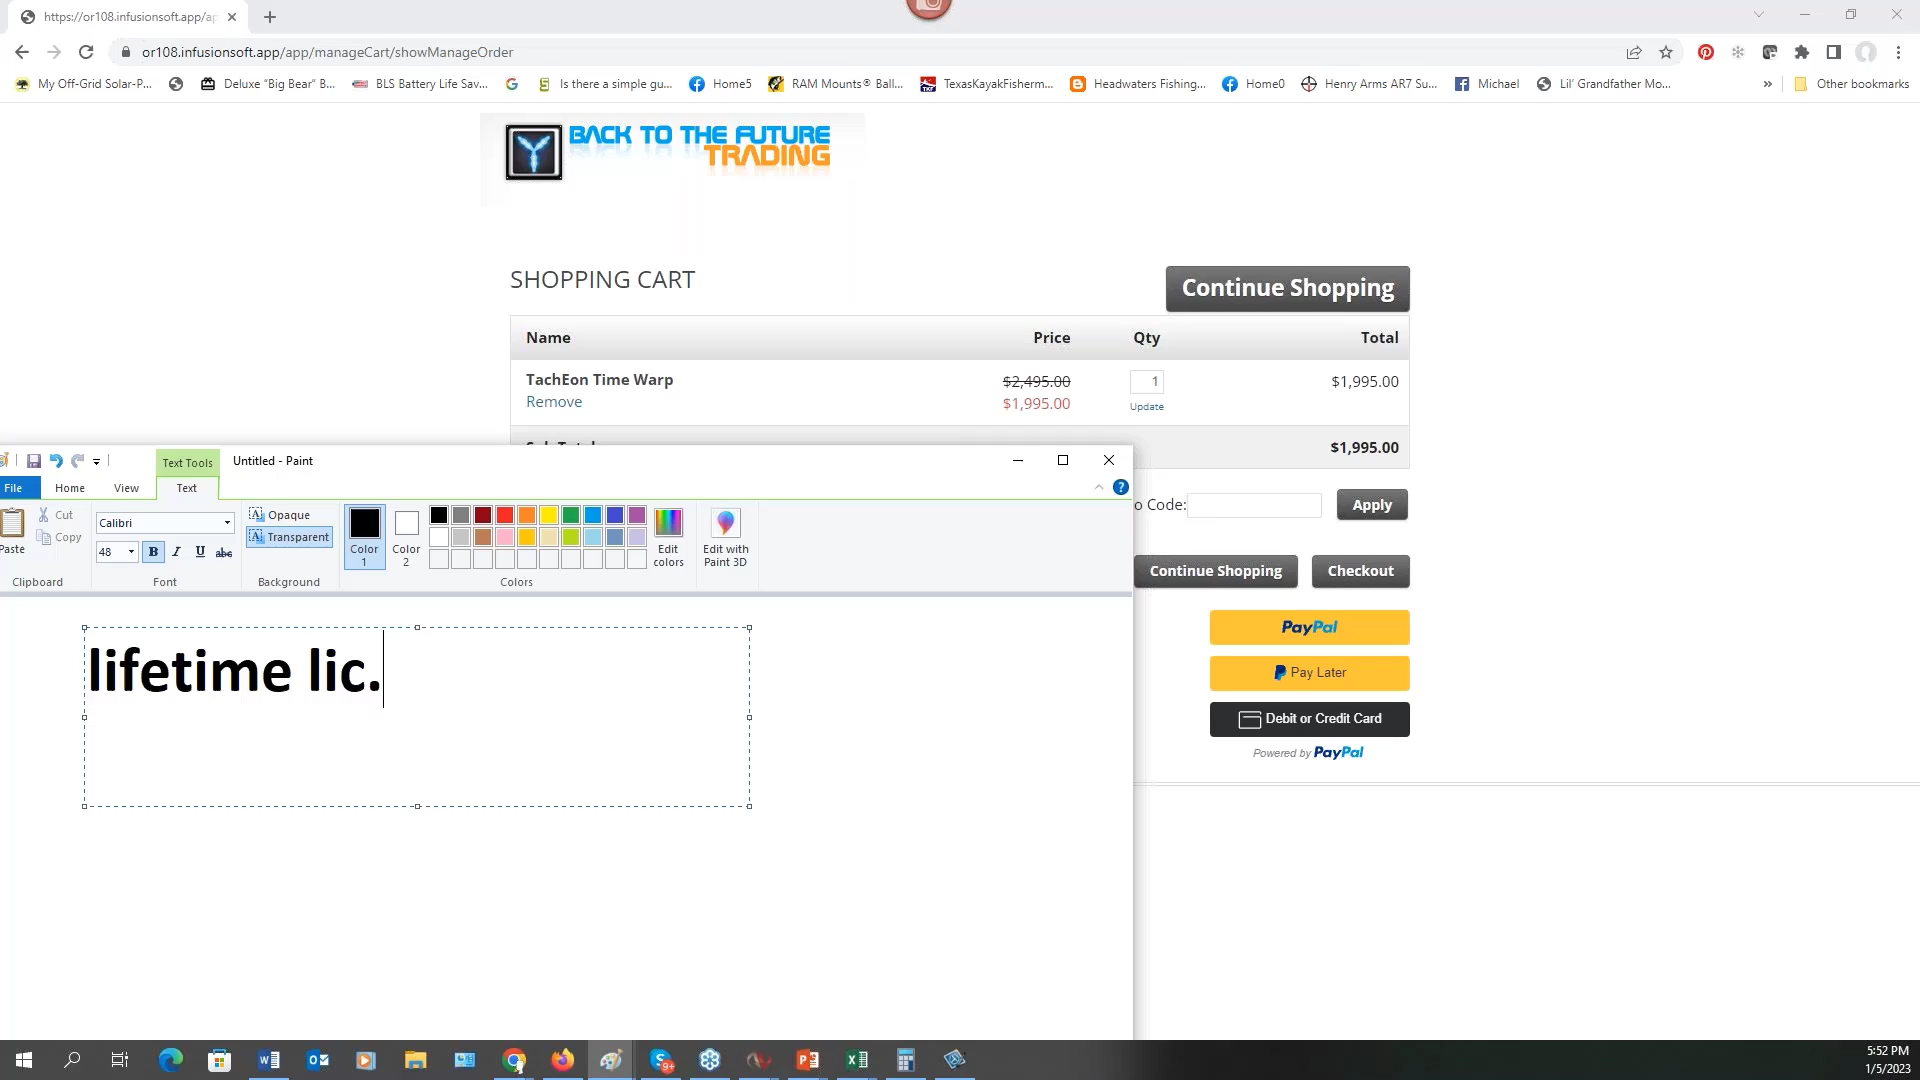 https://or108.infusionsoft.app/ap
or108.infusionsoft.app/app/manageCart/showManageOrder
My Off-Grid Solar-P... Deluxe "Big Bear" B... BLS Battery Life Sav... Is there a simple gu... Home5 RAM Mounts® Ball... TexasKayakFisherm... Headwaters Fishing... Home0 Henry Arms AR7 Su... Michael Lil' Grandfather Mo... » Other bookmarks
BACK TO THE FUTURE
TRADING
SHOPPING CART
Continue Shopping
Name Price Qty Total
TachEon Time Warp $2,495.00 1 $1,995.00
Remove $1,995.00 Update
$1,995.00
Text Tools Untitled - Paint
File Home View Text
Cut
Copy
Paste
Clipboard
Calibri
48 B I U abc
Font
Opaque
Transparent
Background
Color 1
Color 2
Edit colors
Colors
Edit with Paint 3D
o Code: Apply
Continue Shopping Checkout
PayPal
Pay Later
Debit or Credit Card
Powered by PayPal
lifetime lic.
9+
5:52 PM
1/5/2023